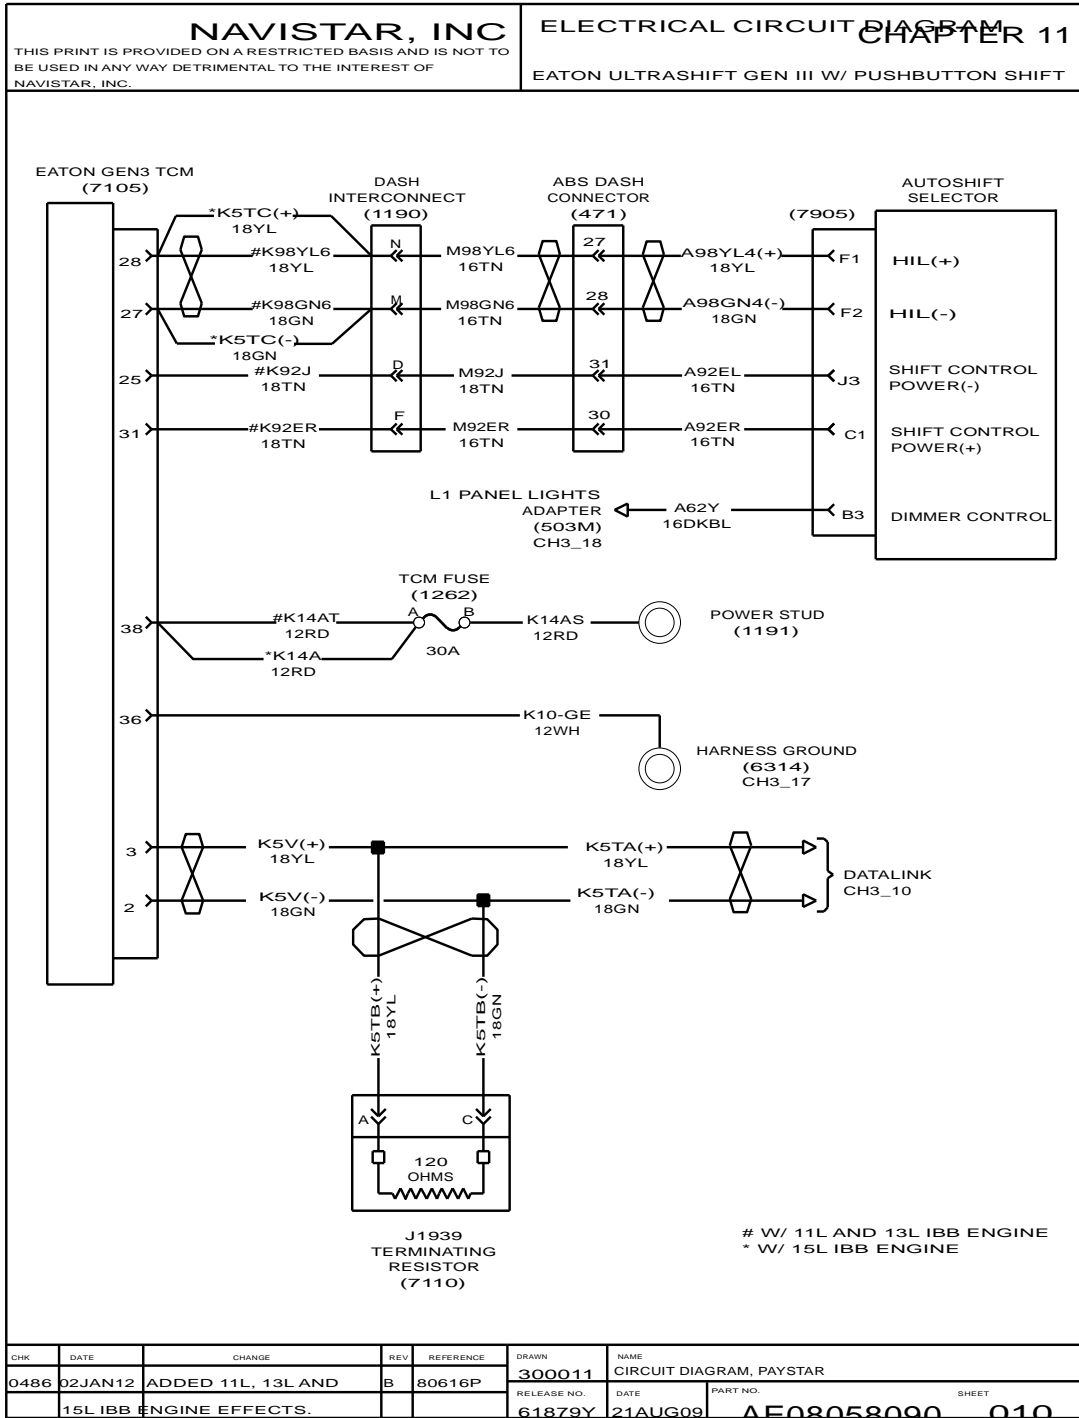 NAVISTAR, INC
THIS PRINT IS PROVIDED ON A RESTRICTED BASIS AND IS NOT TO
BE USED IN ANY WAY DETRIMENTAL TO THE INTEREST OF
NAVISTAR, INC.
ELECTRICAL CIRCUIT DIAGRAM
CHAPTER 11
EATON ULTRASHIFT GEN III W/ PUSHBUTTON SHIFT
EATON GEN3 TCM
(7105)
DASH
INTERCONNECT
(1190)
ABS DASH
CONNECTOR
(471)
(7905)
AUTOSHIFT
SELECTOR
*K5TC(+)
18YL
28
#K98YL6
18YL
N
M98YL6
16TN
27
A98YL4(+)
18YL
F1
HIL(+)
27
#K98GN6
18GN
M
M98GN6
16TN
28
A98GN4(-)
18GN
F2
HIL(-)
*K5TC(-)
18GN
25
#K92J
18TN
D
M92J
18TN
31
A92EL
16TN
J3
SHIFT CONTROL
POWER(-)
31
#K92ER
18TN
F
M92ER
16TN
30
A92ER
16TN
C1
SHIFT CONTROL
POWER(+)
L1 PANEL LIGHTS
ADAPTER
(503M)
CH3_18
A62Y
16DKBL
B3
DIMMER CONTROL
TCM FUSE
(1262)
38
#K14AT
12RD
A
B
30A
K14AS
12RD
POWER STUD
(1191)
*K14A
12RD
36
K10-GE
12WH
HARNESS GROUND
(6314)
CH3_17
3
K5V(+)
18YL
K5TA(+)
18YL
2
K5V(-)
18GN
K5TA(-)
18GN
DATALINK
CH3_10
K5TB(+)
18YL
K5TB(-)
18GN
A
C
120
OHMS
J1939
TERMINATING
RESISTOR
(7110)
# W/ 11L AND 13L IBB ENGINE
* W/ 15L IBB ENGINE
CHK DATE CHANGE REV REFERENCE
0486 02JAN12 ADDED 11L, 13L AND B 80616P
15L IBB ENGINE EFFECTS.
DRAWN
300011
NAME
CIRCUIT DIAGRAM, PAYSTAR
RELEASE NO.
61879Y
DATE
21AUG09
PART NO.
AE08058090
SHEET
010